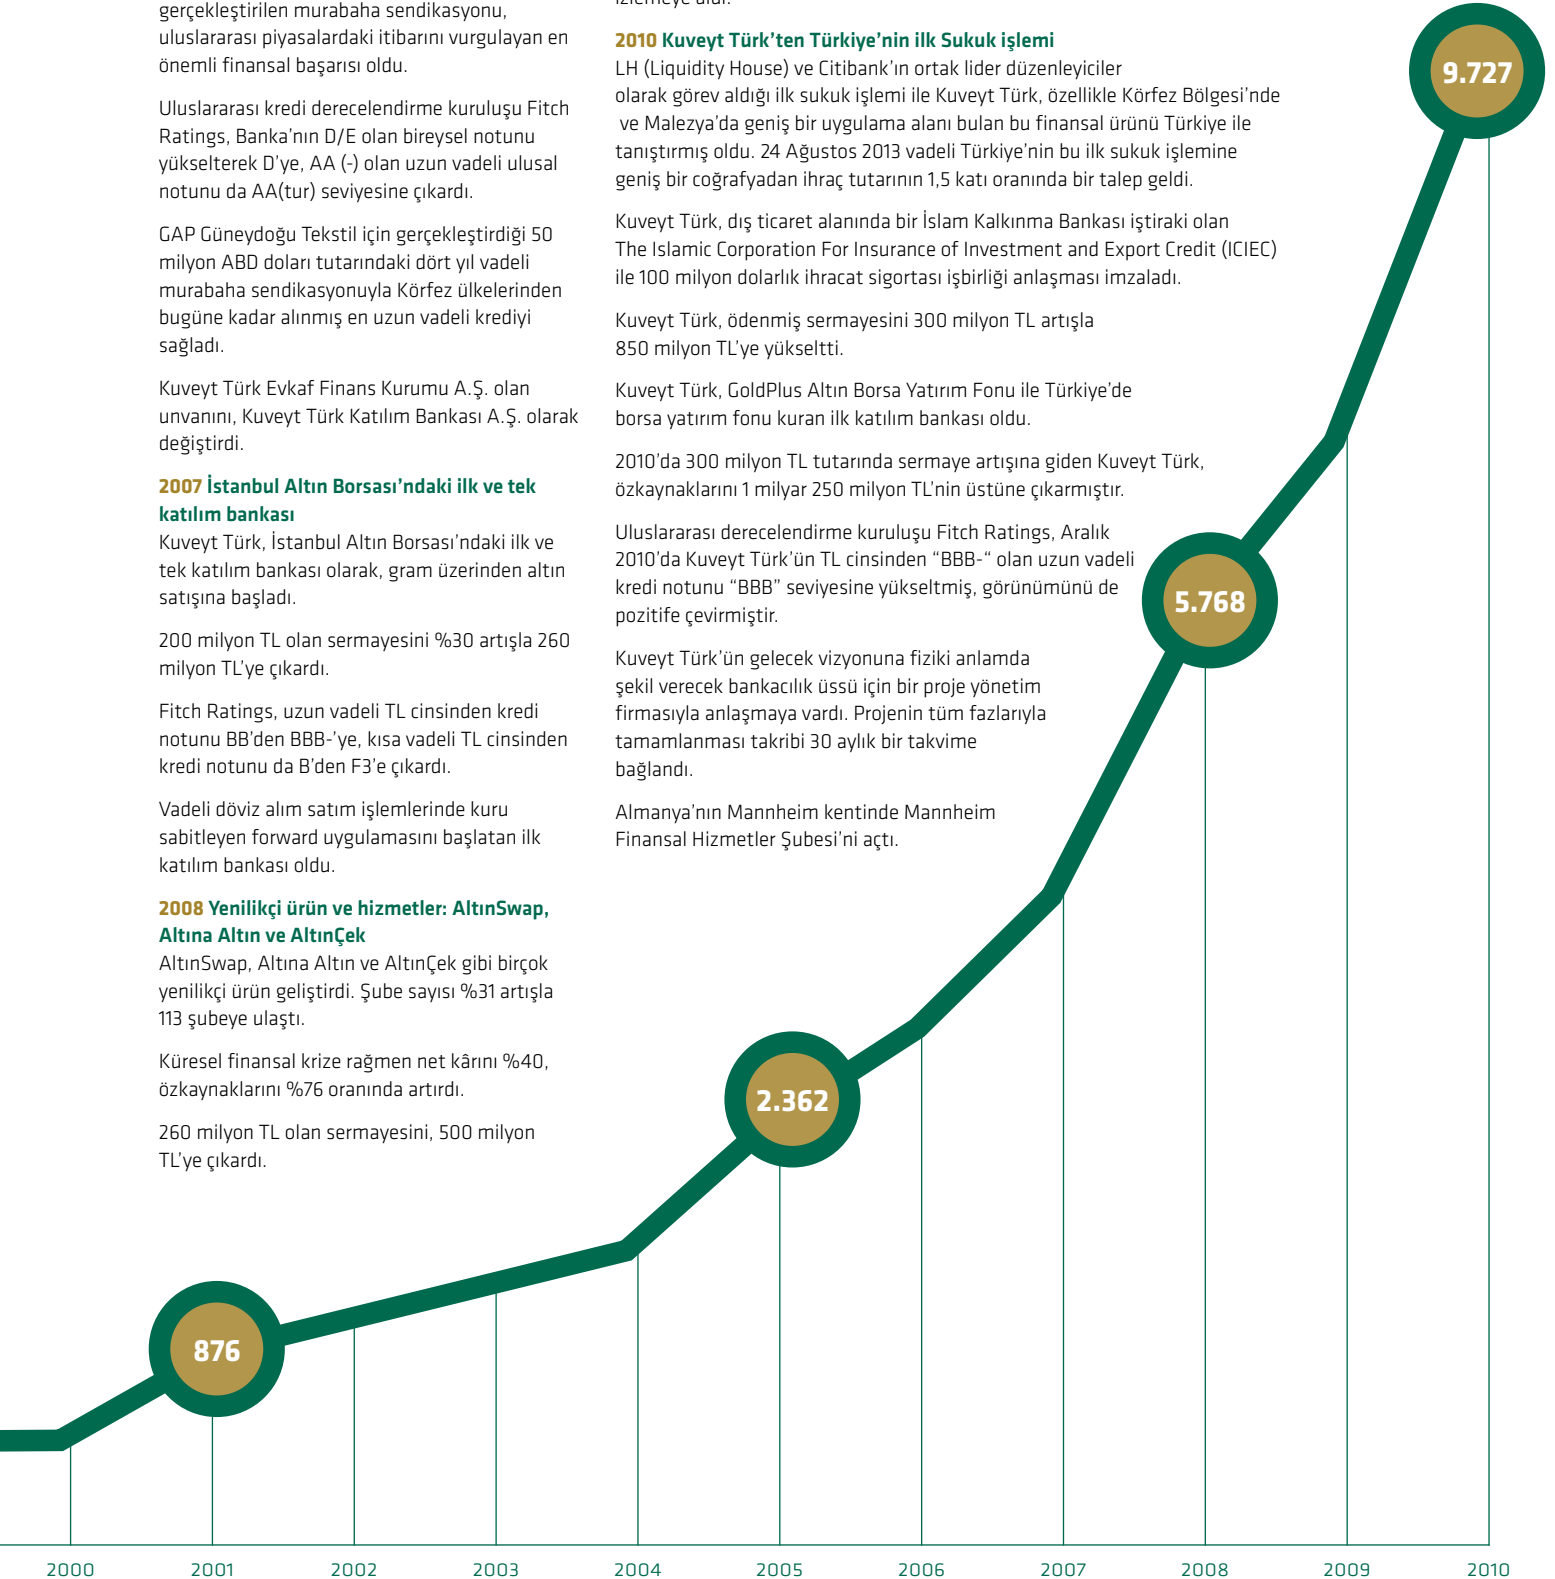 gerçekleştirilen murabaha sendikasyonu,
uluslararası piyasalardaki itibarını vurgulayan en
önemli finansal başarısı oldu.
Uluslararası kredi derecelendirme kuruluşu Fitch
Ratings, Banka’nın D/E olan bireysel notunu
yükselterek D’ye, AA (-) olan uzun vadeli ulusal
notunu da AA(tur) seviyesine çıkardı.
GAP Güneydoğu Tekstil için gerçekleştirdiği 50
milyon ABD doları tutarındaki dört yıl vadeli
murabaha sendikasyonuyla Körfez ülkelerinden
bugüne kadar alınmış en uzun vadeli krediyi
sağladı.
Kuveyt Türk Evkaf Finans Kurumu A.Ş. olan
unvanını, Kuveyt Türk Katılım Bankası A.Ş. olarak
değiştirdi.
2007 İstanbul Altın Borsası’ndaki ilk ve tek
katılım bankası
Kuveyt Türk, İstanbul Altın Borsası’ndaki ilk ve
tek katılım bankası olarak, gram üzerinden altın
satışına başladı.
200 milyon TL olan sermayesini %30 artışla 260
milyon TL’ye çıkardı.
Fitch Ratings, uzun vadeli TL cinsinden kredi
notunu BB’den BBB-’ye, kısa vadeli TL cinsinden
kredi notunu da B’den F3’e çıkardı.
Vadeli döviz alım satım işlemlerinde kuru
sabitleyen forward uygulamasını başlatan ilk
katılım bankası oldu.
2008 Yenilikçi ürün ve hizmetler: AltınSwap,
Altına Altın ve AltınÇek
AltınSwap, Altına Altın ve AltınÇek gibi birçok
yenilikçi ürün geliştirdi. Şube sayısı %31 artışla
113 şubeye ulaştı.
Küresel finansal krize rağmen net kârını %40,
özkaynaklarını %76 oranında artırdı.
260 milyon TL olan sermayesini, 500 milyon
TL’ye çıkardı.
izlemeye aldı.
2010 Kuveyt Türk’ten Türkiye’nin ilk Sukuk işlemi
LH (Liquidity House) ve Citibank’ın ortak lider düzenleyiciler
olarak görev aldığı ilk sukuk işlemi ile Kuveyt Türk, özellikle Körfez Bölgesi’nde
ve Malezya’da geniş bir uygulama alanı bulan bu finansal ürünü Türkiye ile
tanıştırmış oldu. 24 Ağustos 2013 vadeli Türkiye’nin bu ilk sukuk işlemine
geniş bir coğrafyadan ihraç tutarının 1,5 katı oranında bir talep geldi.
Kuveyt Türk, dış ticaret alanında bir İslam Kalkınma Bankası iştiraki olan
The Islamic Corporation For Insurance of Investment and Export Credit (ICIEC)
ile 100 milyon dolarlık ihracat sigortası işbirliği anlaşması imzaladı.
Kuveyt Türk, ödenmiş sermayesini 300 milyon TL artışla
850 milyon TL’ye yükseltti.
Kuveyt Türk, GoldPlus Altın Borsa Yatırım Fonu ile Türkiye’de
borsa yatırım fonu kuran ilk katılım bankası oldu.
2010’da 300 milyon TL tutarında sermaye artışına giden Kuveyt Türk,
özkaynaklarını 1 milyar 250 milyon TL’nin üstüne çıkarmıştır.
Uluslararası derecelendirme kuruluşu Fitch Ratings, Aralık
2010’da Kuveyt Türk’ün TL cinsinden “BBB-“ olan uzun vadeli
kredi notunu “BBB” seviyesine yükseltmiş, görünümünü de
pozitife çevirmiştir.
Kuveyt Türk’ün gelecek vizyonuna fiziki anlamda
şekil verecek bankacılık üssü için bir proje yönetim
firmasıyla anlaşmaya vardı. Projenin tüm fazlarıyla
tamamlanması takribi 30 aylık bir takvime
bağlandı.
Almanya’nın Mannheim kentinde Mannheim
Finansal Hizmetler Şubesi’ni açtı.
9.727
5.768
2.362
876
2000 2001 2002 2003 2004 2005 2006 2007 2008 2009 2010